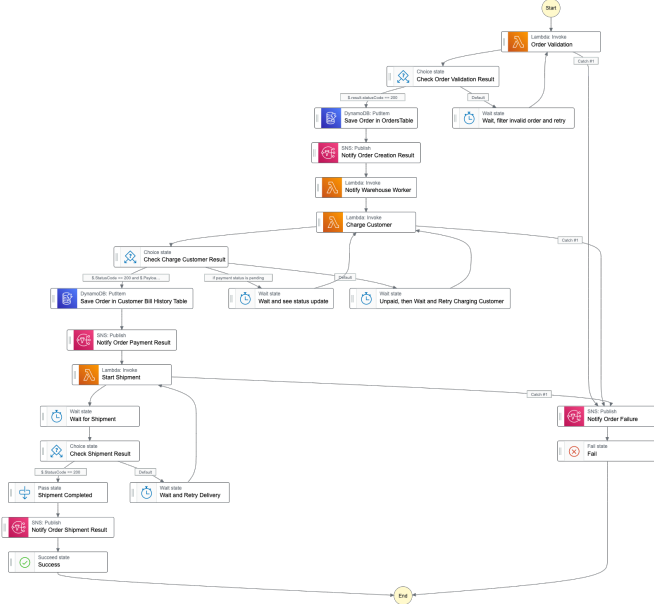 Start
Lambda: Invoke
Order Validation
Catch #1
Choice state
Check Order Validation Result
$.result.statusCode == 200
Default
DynamoDB: PutItem
Save Order in OrdersTable
Wait state
Wait, filter invalid order and retry
SNS: Publish
Notify Order Creation Result
Lambda: Invoke
Notify Warehouse Worker
Lambda: Invoke
Charge Customer
Catch #1
Choice state
Check Charge Customer Result
$.StatusCode == 200 and $.Payloa...
if payment status is pending
Default
DynamoDB: PutItem
Save Order in Customer Bill History Table
Wait state
Wait and see status update
Wait state
Unpaid, then Wait and Retry Charging Customer
SNS: Publish
Notify Order Payment Result
Lambda: Invoke
Start Shipment
Catch #1
Wait state
Wait for Shipment
SNS: Publish
Notify Order Failure
Choice state
Check Shipment Result
Fail state
Fail
$.StatusCode == 200
Default
Pass state
Shipment Completed
Wait state
Wait and Retry Delivery
SNS: Publish
Notify Order Shipment Result
Succeed state
Success
End